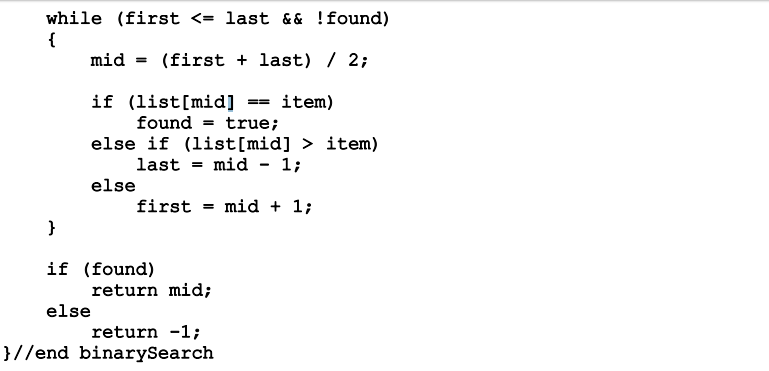 while (first <= last && !found)
{
mid = (first + last) / 2;
if (list[mid] == item)
found = true;
else if (list[mid] > item)
last = mid - 1;
else
first = mid + 1;
}
if (found)
return mid;
else
return -1;
}//end binarySearch